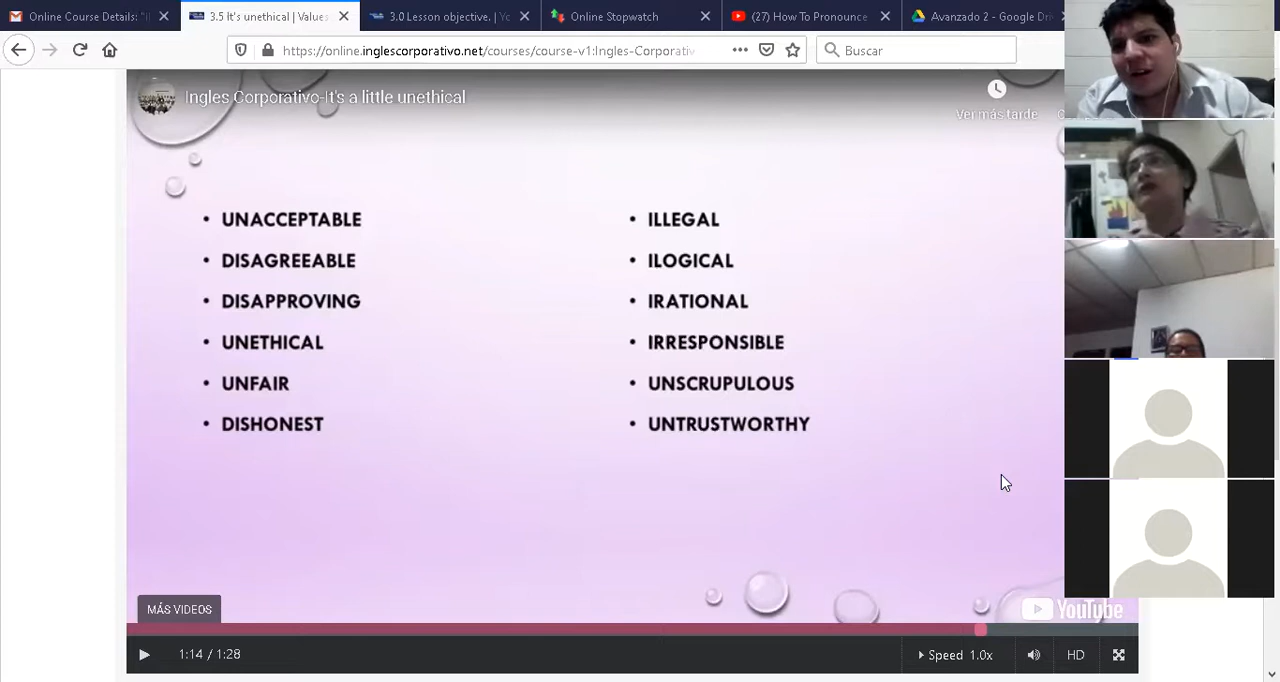 Online Course Details: "I
3.5 It's unethical | Values
3.0 Lesson objective. | Yc
Online Stopwatch
(27) How To Pronounce
Avanzado 2 - Google Dri
https://online.inglescorporativo.net/courses/course-v1:Ingles-Corporativ
Buscar
Ingles Corporativo-It's a little unethical
Ver más tarde
• UNACCEPTABLE
• DISAGREEABLE
• DISAPPROVING
• UNETHICAL
• UNFAIR
• DISHONEST
• ILLEGAL
• ILOGICAL
• IRATIONAL
• IRRESPONSIBLE
• UNSCRUPULOUS
• UNTRUSTWORTHY
MÁS VIDEOS
YouTube
1:14 / 1:28
Speed 1.0x
HD